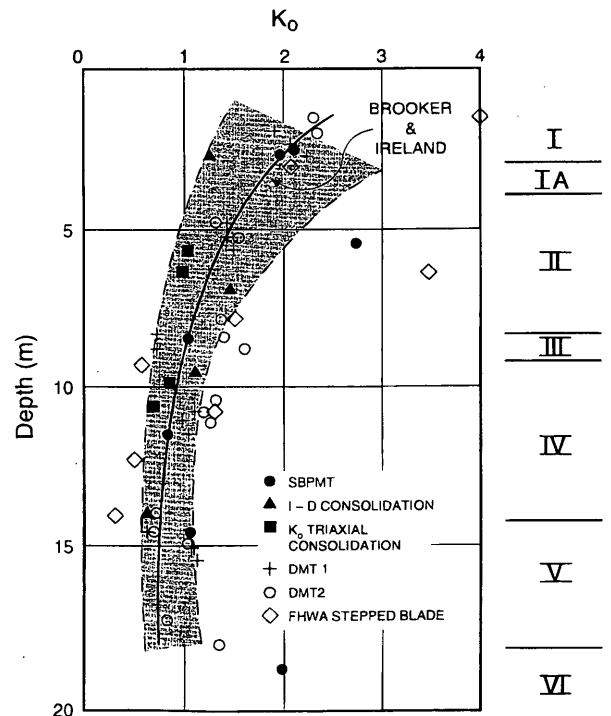 K₀
0 1 2 3 4
BROOKER
&
IRELAND
I
IA
5
II
III
Depth (m)
10
IV
SBPMT
I – D CONSOLIDATION
K₀ TRIAXIAL
CONSOLIDATION
DMT 1
DMT2
FHWA STEPPED BLADE
15
V
VI
20